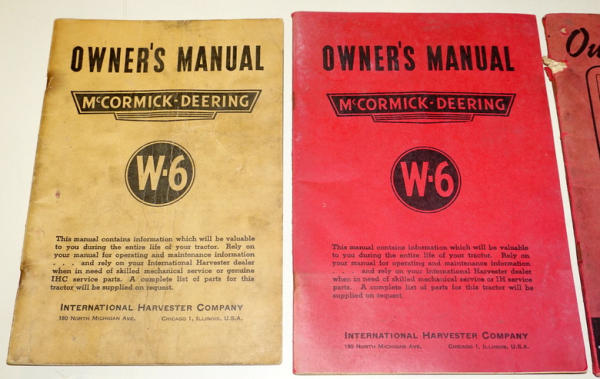 OWNER'S MANUAL
McCORMICK-DEERING
W-6
This manual contains information which will be valuable
to you during the entire life of your tractor. Rely on
your manual for operating and maintenance information
. . . . and rely on your International Harvester dealer
when in need of skilled mechanical service or genuine
IHC service parts. A complete list of parts for this
tractor will be supplied on request.
INTERNATIONAL HARVESTER COMPANY
180 NORTH MICHIGAN AVE. CHICAGO 1, ILLINOIS, U.S.A.
OWNER'S MANUAL
McCORMICK-DEERING
W-6
This manual contains information which will be valuable
to you during the entire life of your tractor. Rely on
your manual for operating and maintenance information
. . . . and rely on your International Harvester dealer
when in need of skilled mechanical service or IH service
parts. A complete list of parts for this tractor will be
supplied on request.
INTERNATIONAL HARVESTER COMPANY
180 NORTH MICHIGAN AVE. CHICAGO 1, ILLINOIS, U.S.A.